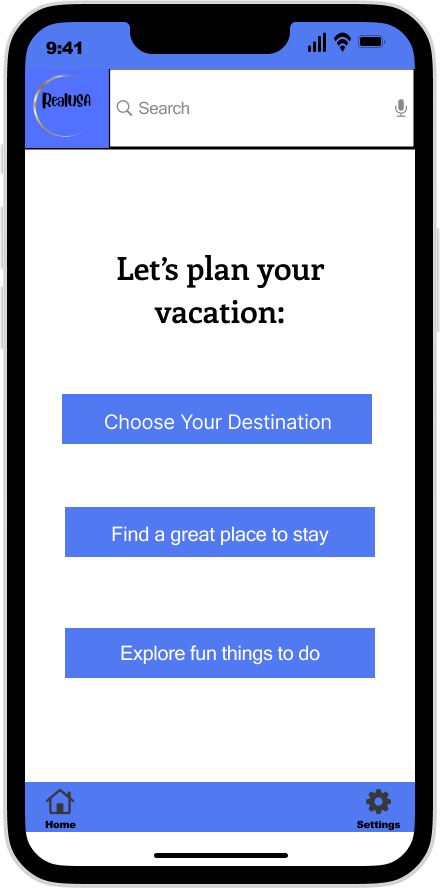 9:41
RealUSA
Search
Let’s plan your
vacation:
Choose Your Destination
Find a great place to stay
Explore fun things to do
Home
Settings